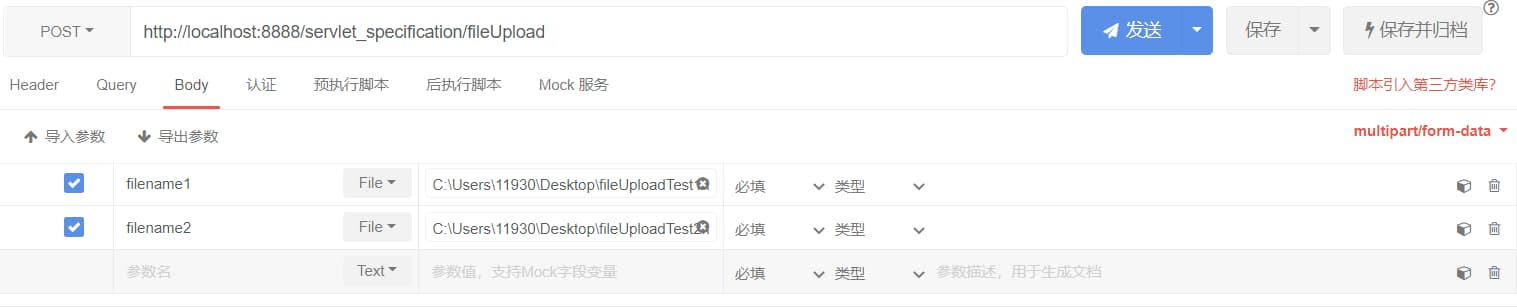 POST http://localhost:8888/servlet_specification/fileUpload 发送 保存 保存并归档
Header Query Body 认证 预执行脚本 后执行脚本 Mock 服务 脚本引入第三方类库?
导入参数 导出参数 multipart/form-data
filename1 File C:\Users\11930\Desktop\fileUploadTest1 必填 类型
filename2 File C:\Users\11930\Desktop\fileUploadTest2 必填 类型
参数名 Text 参数值，支持Mock字段变量 必填 类型 参数描述，用于生成文档